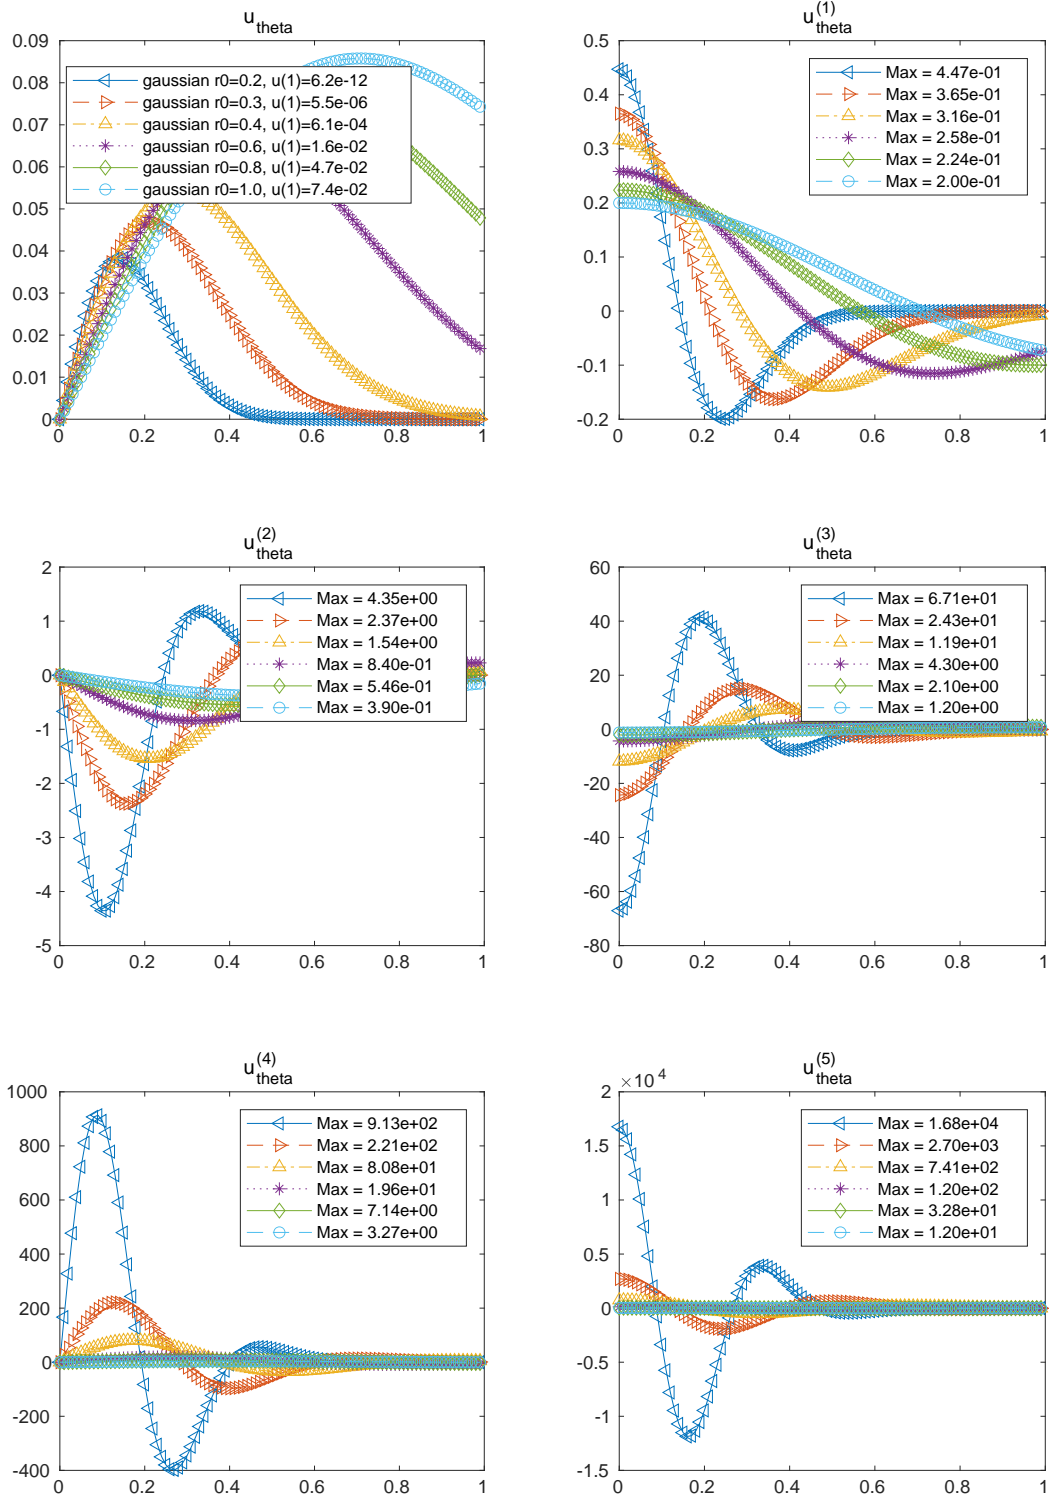 u_theta
0.09
0.08
0.07
0.06
0.05
0.04
0.03
0.02
0.01
0
0 0.2 0.4 0.6 0.8 1
gaussian r0=0.2, u(1)=6.2e-12
gaussian r0=0.3, u(1)=5.5e-06
gaussian r0=0.4, u(1)=6.1e-04
gaussian r0=0.6, u(1)=1.6e-02
gaussian r0=0.8, u(1)=4.7e-02
gaussian r0=1.0, u(1)=7.4e-02
u_theta^(1)
0.5
0.4
0.3
0.2
0.1
0
-0.1
-0.2
0 0.2 0.4 0.6 0.8 1
Max = 4.47e-01
Max = 3.65e-01
Max = 3.16e-01
Max = 2.58e-01
Max = 2.24e-01
Max = 2.00e-01
u_theta^(2)
2
1
0
-1
-2
-3
-4
-5
0 0.2 0.4 0.6 0.8 1
Max = 4.35e+00
Max = 2.37e+00
Max = 1.54e+00
Max = 8.40e-01
Max = 5.46e-01
Max = 3.90e-01
u_theta^(3)
60
40
20
0
-20
-40
-60
-80
0 0.2 0.4 0.6 0.8 1
Max = 6.71e+01
Max = 2.43e+01
Max = 1.19e+01
Max = 4.30e+00
Max = 2.10e+00
Max = 1.20e+00
u_theta^(4)
1000
800
600
400
200
0
-200
-400
0 0.2 0.4 0.6 0.8 1
Max = 9.13e+02
Max = 2.21e+02
Max = 8.08e+01
Max = 1.96e+01
Max = 7.14e+00
Max = 3.27e+00
u_theta^(5)
×10^4
2
1.5
1
0.5
0
-0.5
-1
-1.5
0 0.2 0.4 0.6 0.8 1
Max = 1.68e+04
Max = 2.70e+03
Max = 7.41e+02
Max = 1.20e+02
Max = 3.28e+01
Max = 1.20e+01